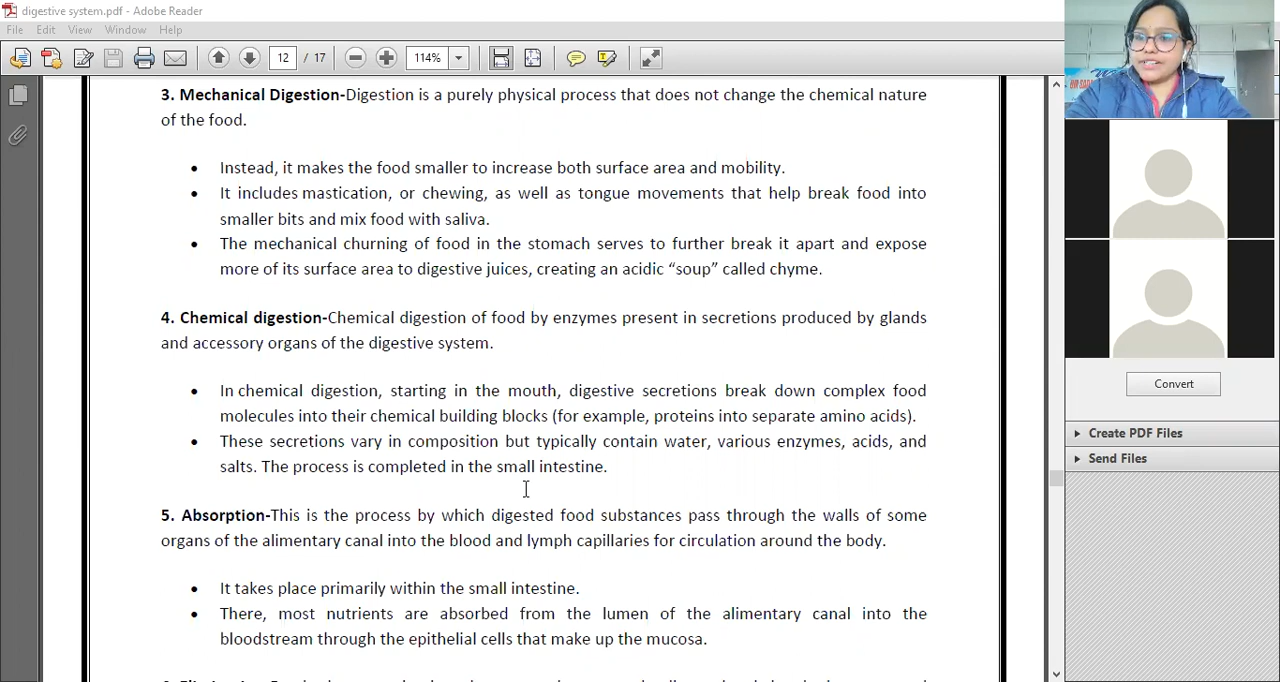 digestive system.pdf - Adobe Reader
File Edit View Window Help
12 / 17 114%
3. Mechanical Digestion-Digestion is a purely physical process that does not change the chemical nature
of the food.
• Instead, it makes the food smaller to increase both surface area and mobility.
• It includes mastication, or chewing, as well as tongue movements that help break food into
smaller bits and mix food with saliva.
• The mechanical churning of food in the stomach serves to further break it apart and expose
more of its surface area to digestive juices, creating an acidic “soup” called chyme.
4. Chemical digestion-Chemical digestion of food by enzymes present in secretions produced by glands
and accessory organs of the digestive system.
• In chemical digestion, starting in the mouth, digestive secretions break down complex food
molecules into their chemical building blocks (for example, proteins into separate amino acids).
• These secretions vary in composition but typically contain water, various enzymes, acids, and
salts. The process is completed in the small intestine.
5. Absorption-This is the process by which digested food substances pass through the walls of some
organs of the alimentary canal into the blood and lymph capillaries for circulation around the body.
• It takes place primarily within the small intestine.
• There, most nutrients are absorbed from the lumen of the alimentary canal into the
bloodstream through the epithelial cells that make up the mucosa.
Convert
Create PDF Files
Send Files